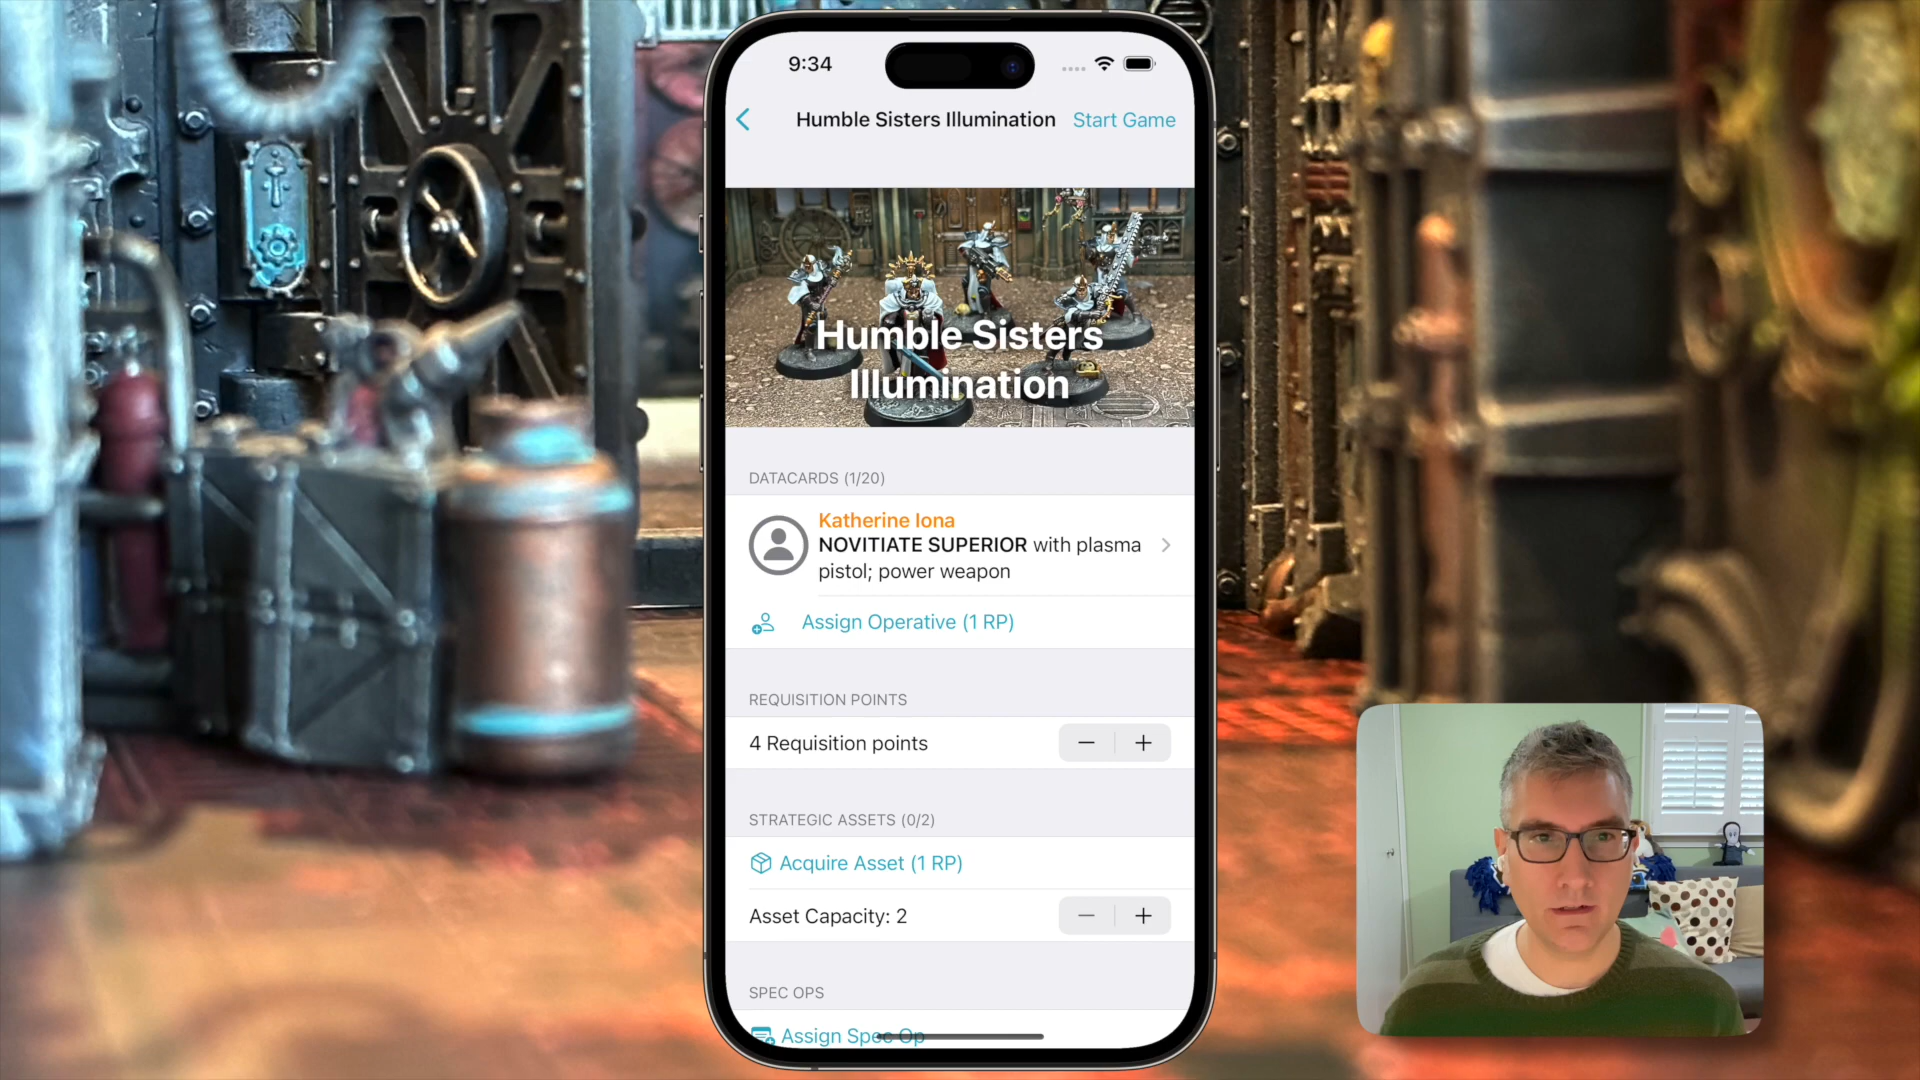 9:34
Humble Sisters Illumination
Start Game
Humble Sisters
Illumination
DATACARDS (1/20)
Katherine Iona
NOVITIATE SUPERIOR with plasma
pistol; power weapon
Assign Operative (1 RP)
REQUISITION POINTS
4 Requisition points
STRATEGIC ASSETS (0/2)
Acquire Asset (1 RP)
Asset Capacity: 2
SPEC OPS
Assign Spec Op